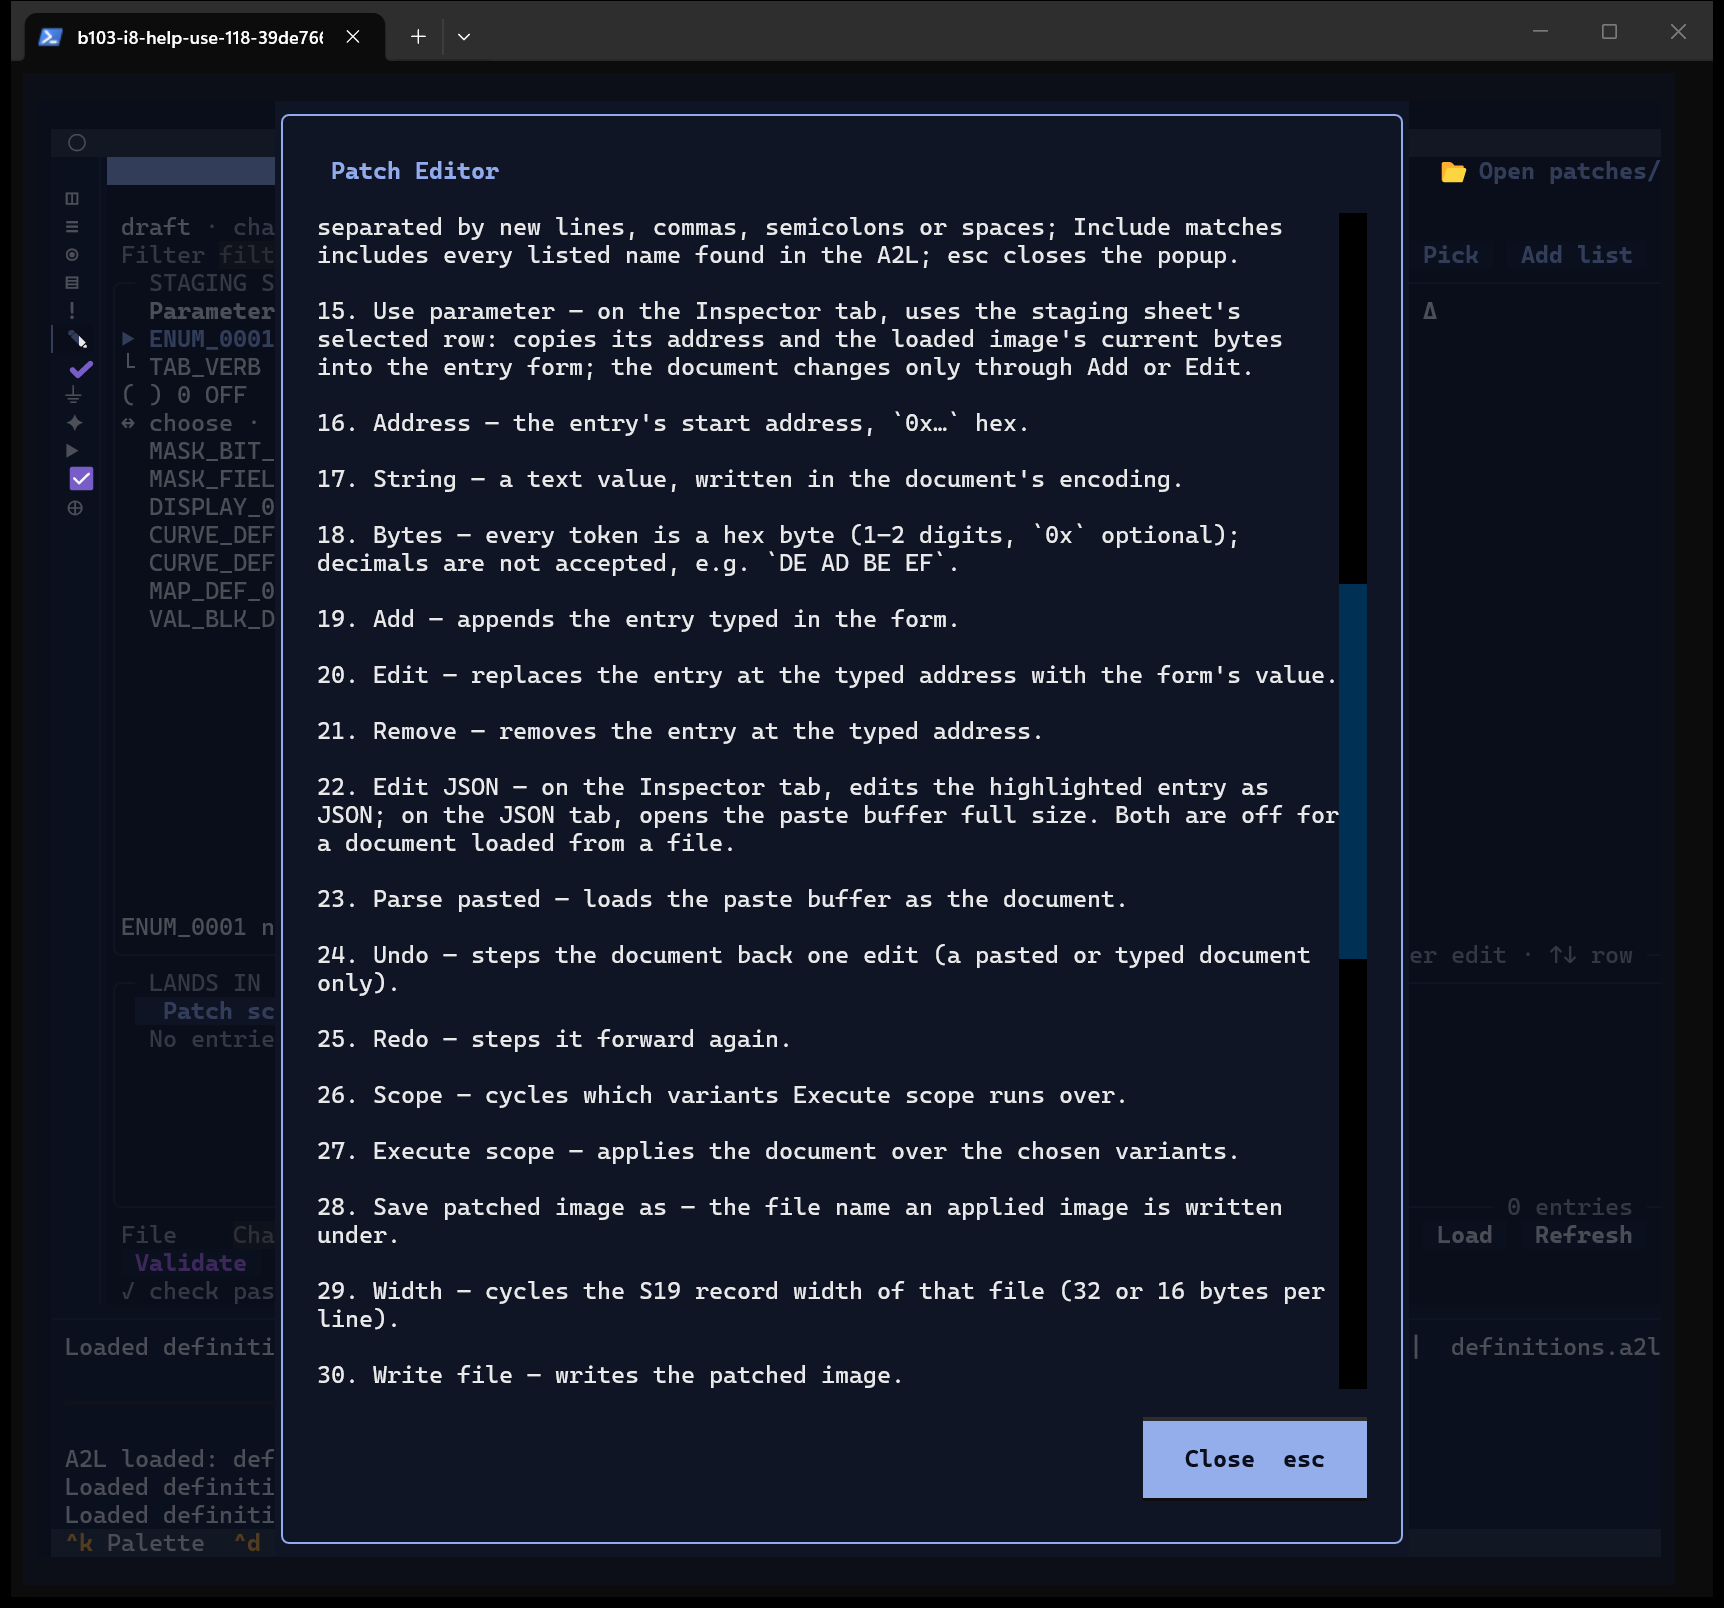 b103-i8-help-use-118-39de766
Patch Editor
Open patches/
draft · cha
Filter filt
Pick Add list
STAGING S
Parameter
Δ
ENUM_0001
TAB_VERB
( ) 0 OFF
choose ·
MASK_BIT_
MASK_FIEL
DISPLAY_0
CURVE_DEF
CURVE_DEF
MAP_DEF_0
VAL_BLK_D
ENUM_0001 n
er edit · ↑↓ row
LANDS IN
Patch sc
No entrie
0 entries
File Cha
Load Refresh
Validate
√ check pas
Loaded definiti
| definitions.a2l
A2L loaded: def
Loaded definiti
Loaded definiti
^k Palette ^d
separated by new lines, commas, semicolons or spaces; Include matches
includes every listed name found in the A2L; esc closes the popup.
15. Use parameter — on the Inspector tab, uses the staging sheet's
selected row: copies its address and the loaded image's current bytes
into the entry form; the document changes only through Add or Edit.
16. Address — the entry's start address, `0x…` hex.
17. String — a text value, written in the document's encoding.
18. Bytes — every token is a hex byte (1–2 digits, `0x` optional);
decimals are not accepted, e.g. `DE AD BE EF`.
19. Add — appends the entry typed in the form.
20. Edit — replaces the entry at the typed address with the form's value.
21. Remove — removes the entry at the typed address.
22. Edit JSON — on the Inspector tab, edits the highlighted entry as
JSON; on the JSON tab, opens the paste buffer full size. Both are off for
a document loaded from a file.
23. Parse pasted — loads the paste buffer as the document.
24. Undo — steps the document back one edit (a pasted or typed document
only).
25. Redo — steps it forward again.
26. Scope — cycles which variants Execute scope runs over.
27. Execute scope — applies the document over the chosen variants.
28. Save patched image as — the file name an applied image is written
under.
29. Width — cycles the S19 record width of that file (32 or 16 bytes per
line).
30. Write file — writes the patched image.
Close esc